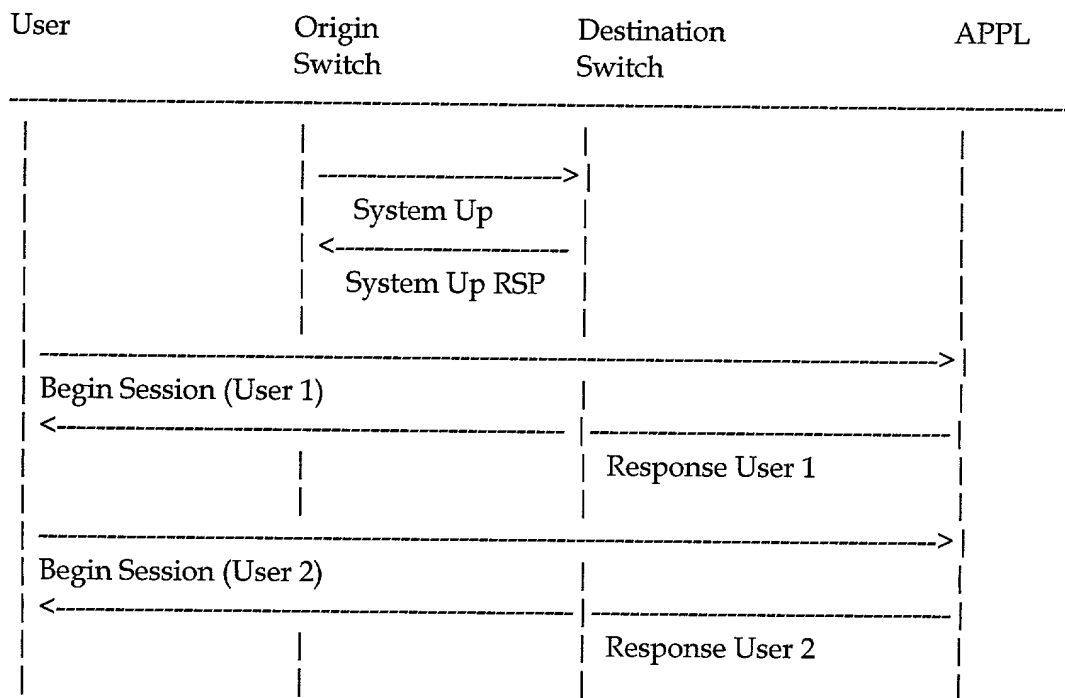 User Origin Destination APPL
Switch Switch
System Up
System Up RSP
Begin Session (User 1)
Response User 1
Begin Session (User 2)
Response User 2